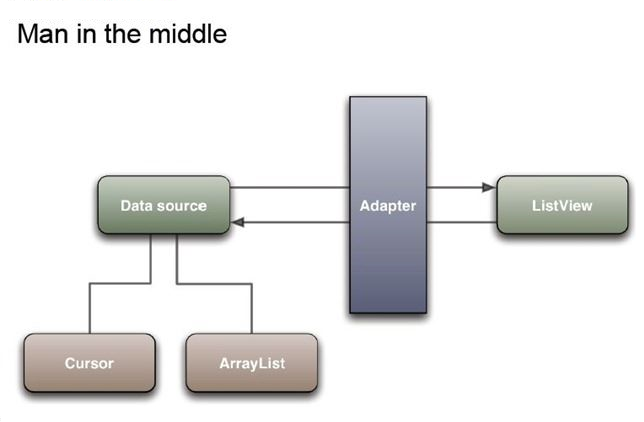 Man in the middle
Data source
Adapter
ListView
Cursor
ArrayList